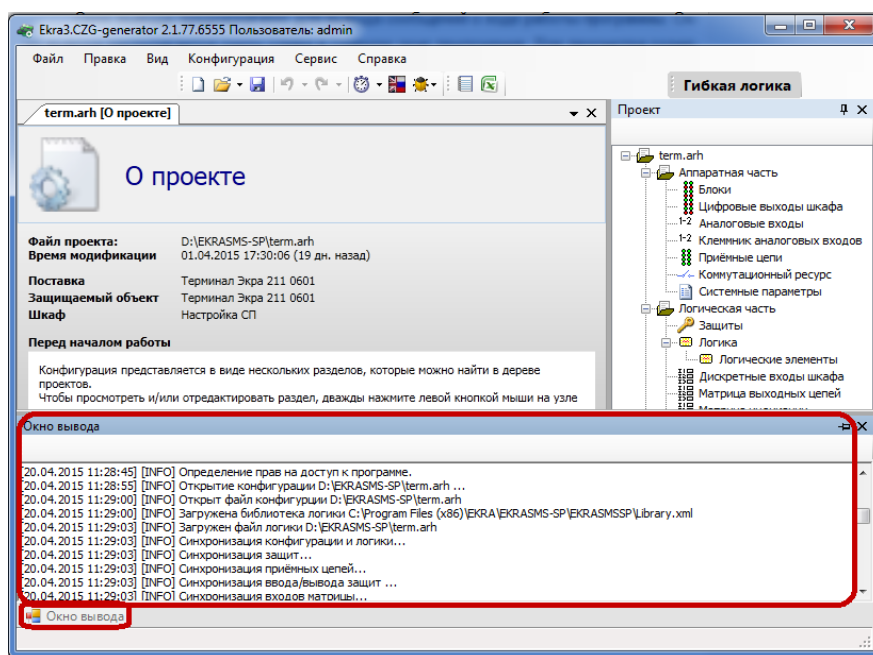 Ekra3.CZG-generator 2.1.77.6555 Пользователь: admin
Файл Правка Вид Конфигурация Сервис Справка
Гибкая логика
term.arh [О проекте]
О проекте
Файл проекта: D:\EKRASMS-SP\term.arh
Время модификации 01.04.2015 17:30:06 (19 дн. назад)
Поставка Терминал Экра 211 0601
Защищаемый объект Терминал Экра 211 0601
Шкаф Настройка СП
Перед началом работы
Конфигурация представляется в виде нескольких разделов, которые можно найти в дереве
проектов.
Чтобы просмотреть и/или отредактировать раздел, дважды нажмите левой кнопкой мыши на узле
Проект
term.arh
Аппаратная часть
Блоки
Цифровые выходы шкафа
1-2 Аналоговые входы
1-2 Клеммник аналоговых входов
Приёмные цепи
Коммутационный ресурс
Системные параметры
Логическая часть
Защиты
Логика
Логические элементы
Дискретные входы шкафа
Матрица выходных цепей
Окно вывода
[20.04.2015 11:28:45] [INFO] Определение прав на доступ к программе.
[20.04.2015 11:28:55] [INFO] Открытие конфигурации D:\EKRASMS-SP\term.arh ...
[20.04.2015 11:29:00] [INFO] Открыт файл конфигурции D:\EKRASMS-SP\term.arh
[20.04.2015 11:29:00] [INFO] Загружена библиотека логики C:\Program Files (x86)\EKRA\EKRASMS-SP\EKRASMSSP\Library.xml
[20.04.2015 11:29:03] [INFO] Загружен файл логики D:\EKRASMS-SP\term.arh
[20.04.2015 11:29:03] [INFO] Синхронизация конфигурации и логики...
[20.04.2015 11:29:03] [INFO] Синхронизация защит...
[20.04.2015 11:29:03] [INFO] Синхронизация приёмных цепей...
[20.04.2015 11:29:03] [INFO] Синхронизация ввода/вывода защит ...
[20.04.2015 11:29:03] [INFO] Синхронизация входов матрицы...
Окно вывода